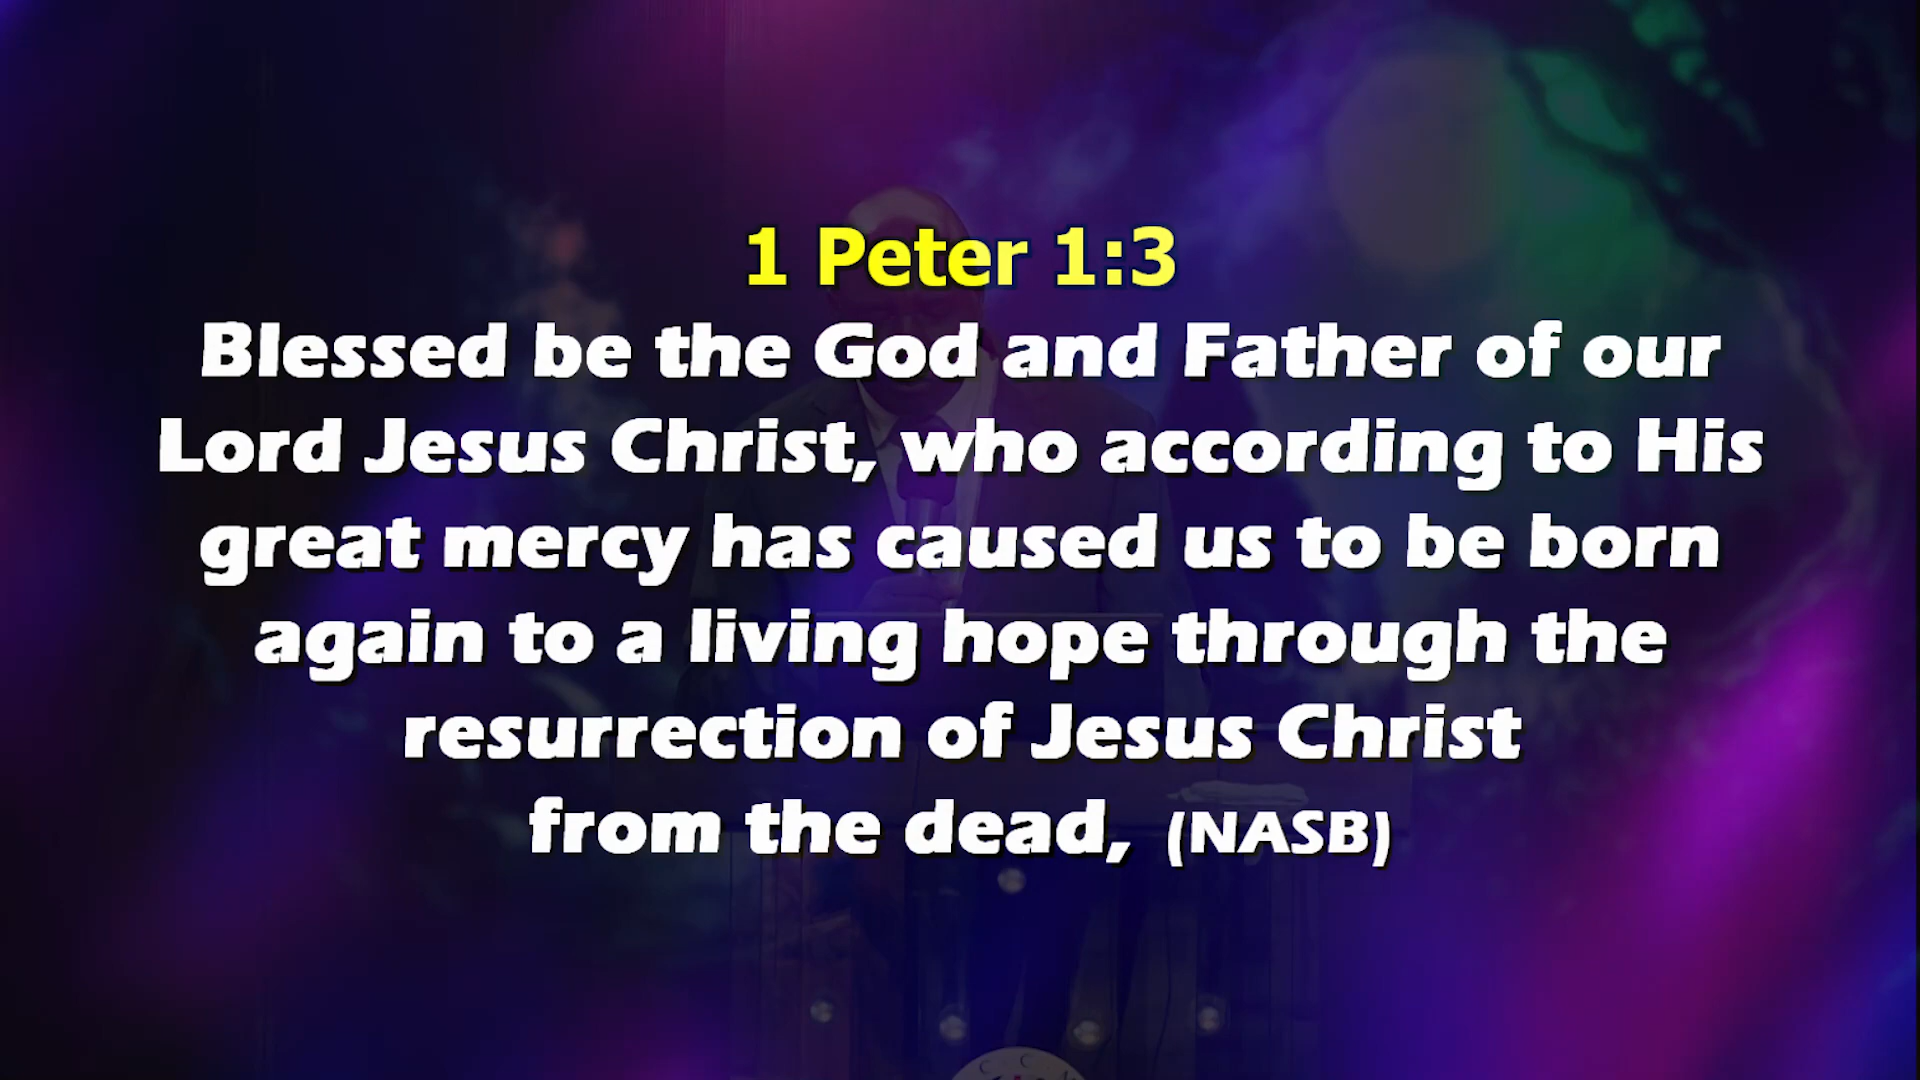 1 Peter 1:3
Blessed be the God and Father of our
Lord Jesus Christ, who according to His
great mercy has caused us to be born
again to a living hope through the
resurrection of Jesus Christ
from the dead, (NASB)